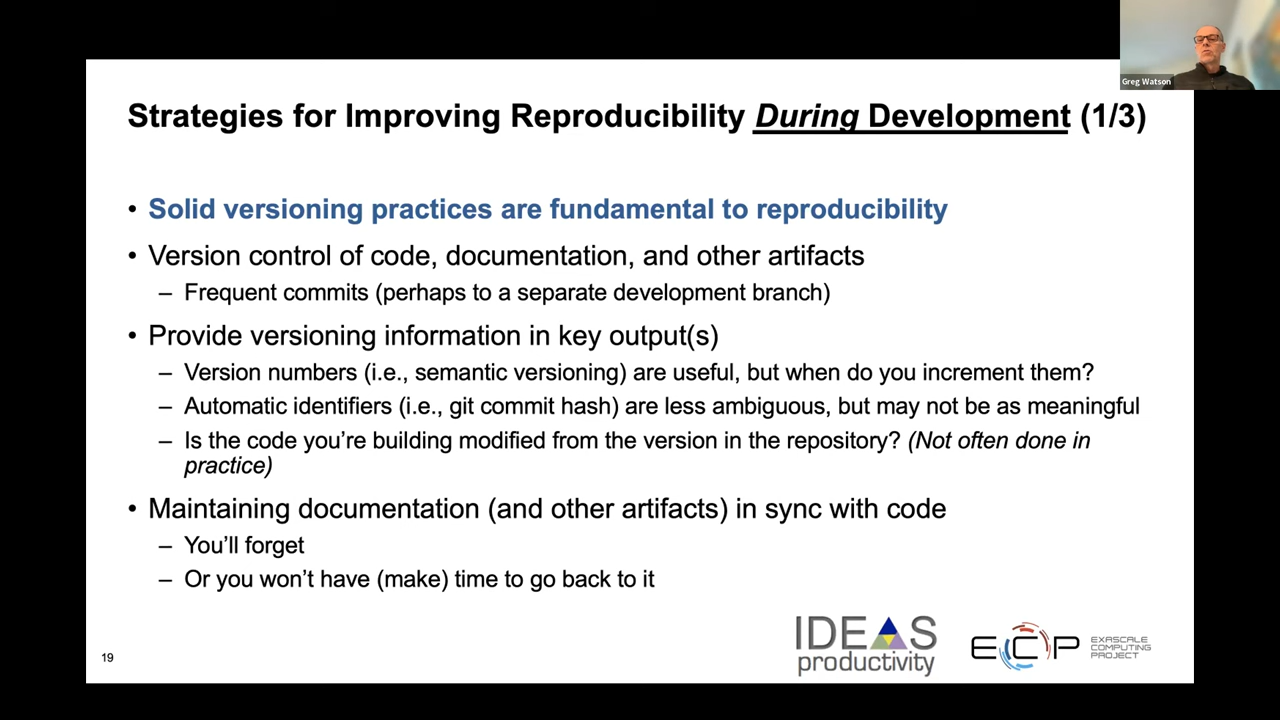 Greg Watson
Strategies for Improving Reproducibility During Development (1/3)
• Solid versioning practices are fundamental to reproducibility
• Version control of code, documentation, and other artifacts
– Frequent commits (perhaps to a separate development branch)
• Provide versioning information in key output(s)
– Version numbers (i.e., semantic versioning) are useful, but when do you increment them?
– Automatic identifiers (i.e., git commit hash) are less ambiguous, but may not be as meaningful
– Is the code you’re building modified from the version in the repository? (Not often done in
practice)
• Maintaining documentation (and other artifacts) in sync with code
– You’ll forget
– Or you won’t have (make) time to go back to it
19
IDEAS
productivity
ECP
EXASCALE
COMPUTING
PROJECT